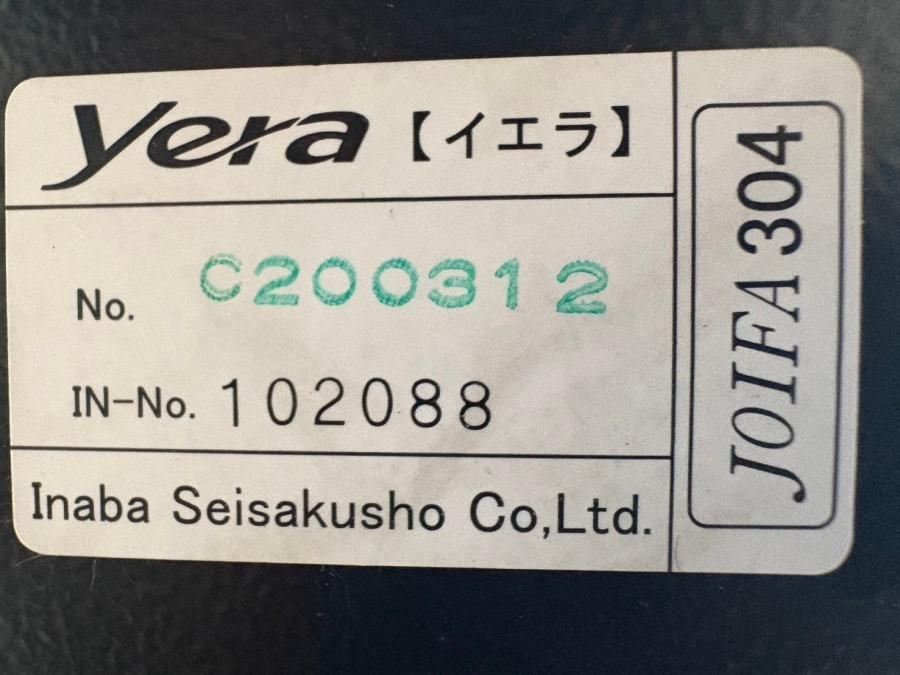 yera 【イエラ】
No. C200312
IN-No. 102088
Inaba Seisakusho Co,Ltd.
JOIFA 304